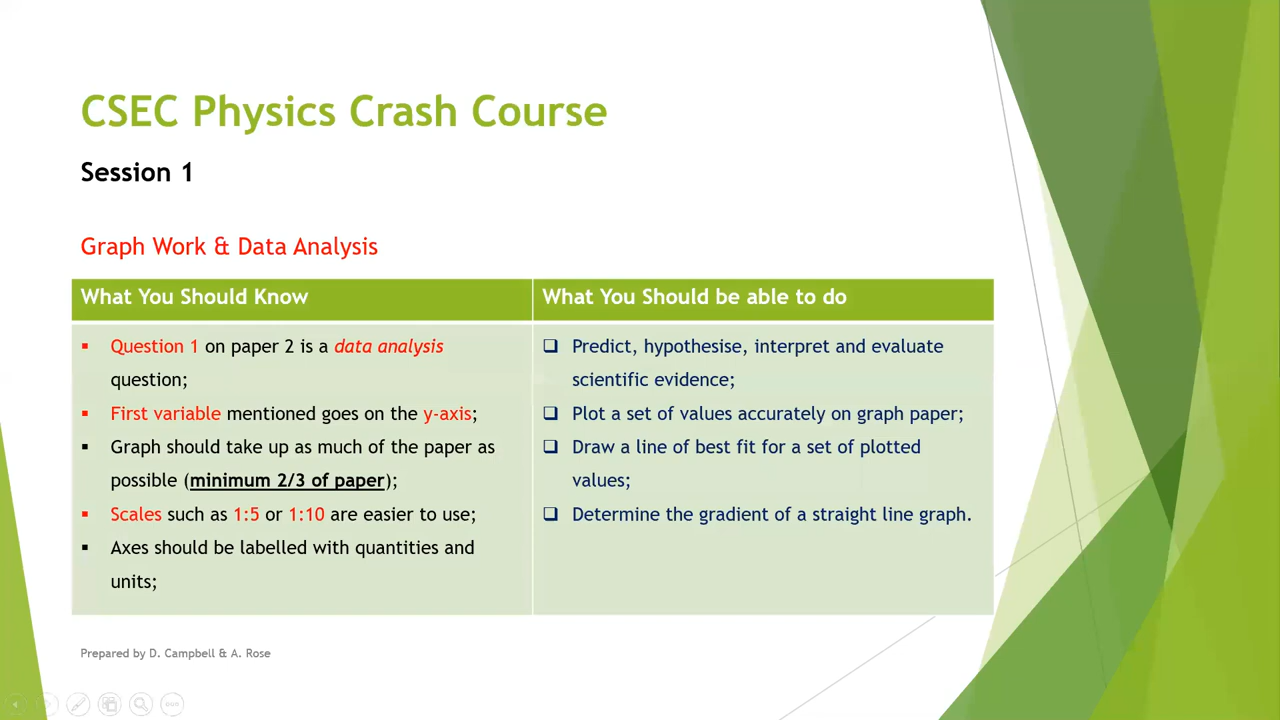 CSEC Physics Crash Course
Session 1
Graph Work & Data Analysis
What You Should Know
▪ Question 1 on paper 2 is a data analysis
question;
▪ First variable mentioned goes on the y-axis;
▪ Graph should take up as much of the paper as
possible (minimum 2/3 of paper);
▪ Scales such as 1:5 or 1:10 are easier to use;
▪ Axes should be labelled with quantities and
units;
What You Should be able to do
❑ Predict, hypothesise, interpret and evaluate
scientific evidence;
❑ Plot a set of values accurately on graph paper;
❑ Draw a line of best fit for a set of plotted
values;
❑ Determine the gradient of a straight line graph.
Prepared by D. Campbell & A. Rose